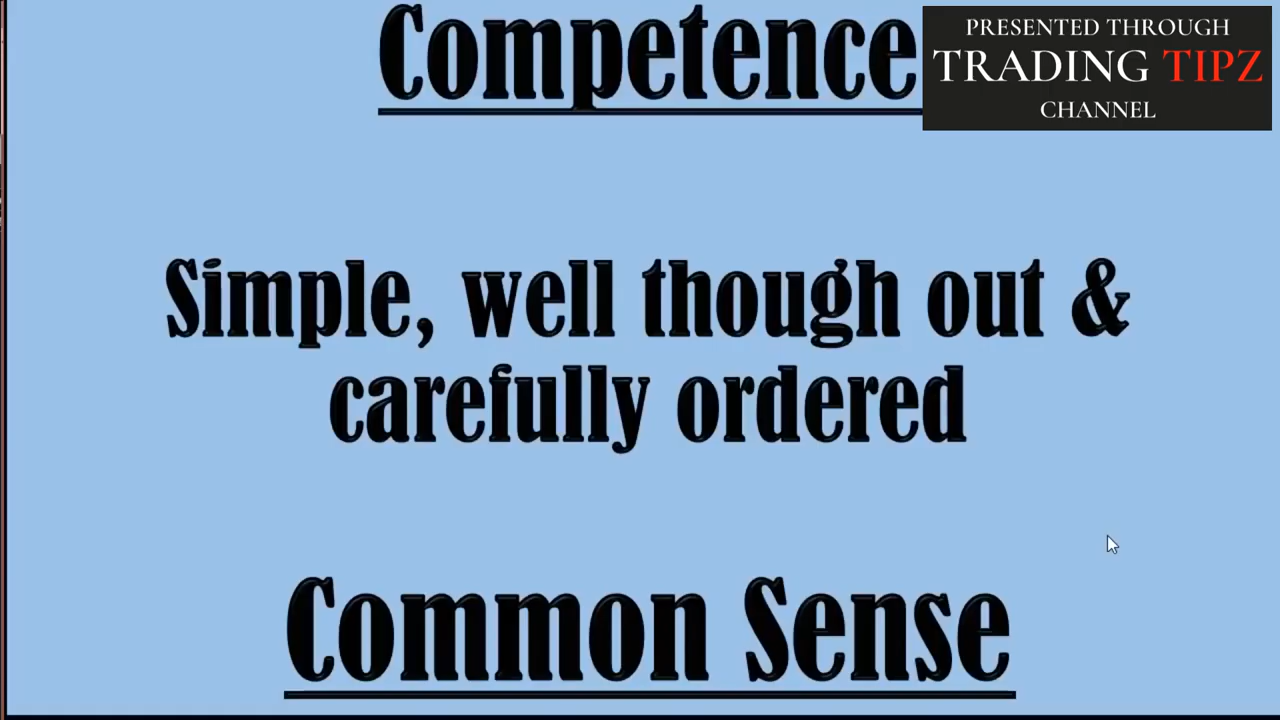 Competence
PRESENTED THROUGH
TRADING TIPZ
CHANNEL
Simple, well though out &
carefully ordered
Common Sense